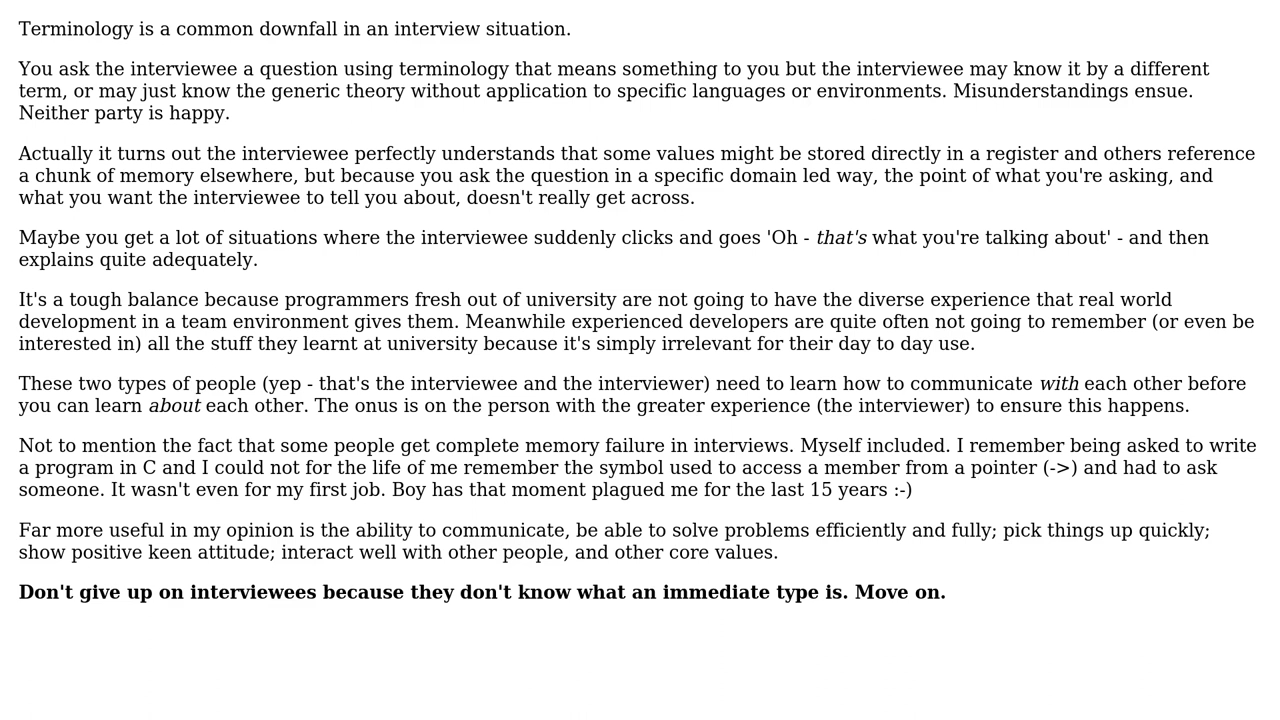 Terminology is a common downfall in an interview situation.
You ask the interviewee a question using terminology that means something to you but the interviewee may know it by a different
term, or may just know the generic theory without application to specific languages or environments. Misunderstandings ensue.
Neither party is happy.
Actually it turns out the interviewee perfectly understands that some values might be stored directly in a register and others reference
a chunk of memory elsewhere, but because you ask the question in a specific domain led way, the point of what you're asking, and
what you want the interviewee to tell you about, doesn't really get across.
Maybe you get a lot of situations where the interviewee suddenly clicks and goes 'Oh - that's what you're talking about' - and then
explains quite adequately.
It's a tough balance because programmers fresh out of university are not going to have the diverse experience that real world
development in a team environment gives them. Meanwhile experienced developers are quite often not going to remember (or even be
interested in) all the stuff they learnt at university because it's simply irrelevant for their day to day use.
These two types of people (yep - that's the interviewee and the interviewer) need to learn how to communicate with each other before
you can learn about each other. The onus is on the person with the greater experience (the interviewer) to ensure this happens.
Not to mention the fact that some people get complete memory failure in interviews. Myself included. I remember being asked to write
a program in C and I could not for the life of me remember the symbol used to access a member from a pointer (->) and had to ask
someone. It wasn't even for my first job. Boy has that moment plagued me for the last 15 years :-)
Far more useful in my opinion is the ability to communicate, be able to solve problems efficiently and fully; pick things up quickly;
show positive keen attitude; interact well with other people, and other core values.
Don't give up on interviewees because they don't know what an immediate type is. Move on.